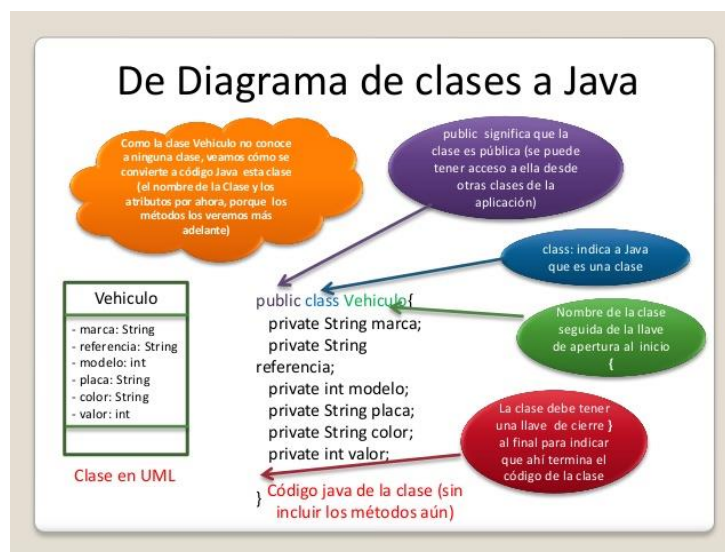 De Diagrama de clases a Java
Como la clase Vehiculo no conoce
a ninguna clase, veamos cómo se
convierte a código Java esta clase
(el nombre de la Clase y los
atributos por ahora, porque los
métodos los veremos más
adelante)
public significa que la
clase es pública (se puede
tener acceso a ella desde
otras clases de la
aplicación)
class: indica a Java
que es una clase
Vehiculo
- marca: String
- referencia: String
- modelo: int
- placa: String
- color: String
- valor: int
Clase en UML
public class Vehiculo{
private String marca;
private String
referencia;
private int modelo;
private String placa;
private String color;
private int valor;
}
Código java de la clase (sin
incluir los métodos aún)
Nombre de la clase
seguida de la llave
de apertura al inicio
{
La clase debe tener
una llave de cierre }
al final para indicar
que ahí termina el
código de la clase